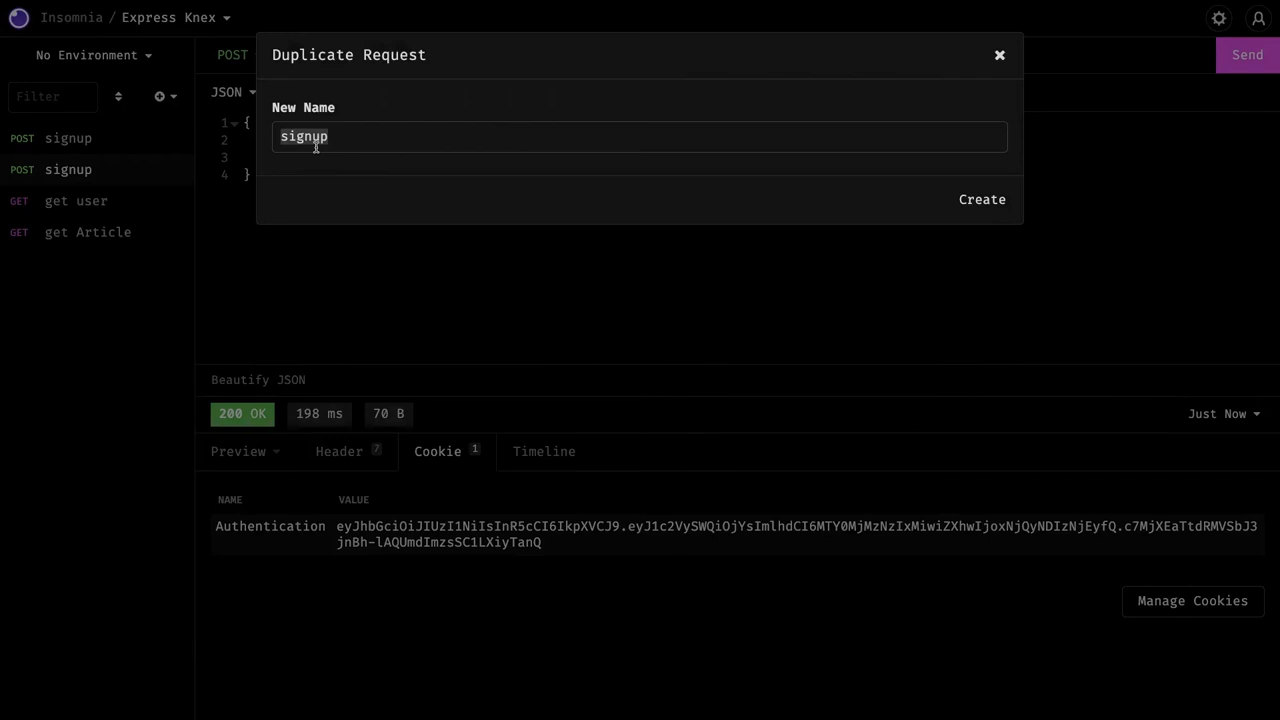 Insomnia / Express Knex
No Environment
POST
Send
Duplicate Request
Filter
JSON
New Name
signup
Create
POST signup
POST signup
GET get user
GET get Article
1 {
2
3
4 }
Beautify JSON
200 OK 198 ms 70 B Just Now
Preview Header 7 Cookie 1 Timeline
NAME VALUE
Authentication eyJhbGciOiJIUzI1NiIsInR5cCI6IkpXVCJ9.eyJ1c2VySWQiOjYsImlhdCI6MTY0MjMzNzIxMiwiZXhwIjoxNjQyNDIzNjEyfQ.c7MjXEaTtdRMVSbJ3
jnBh-lAQUmdImzsSC1LXiyTanQ
Manage Cookies